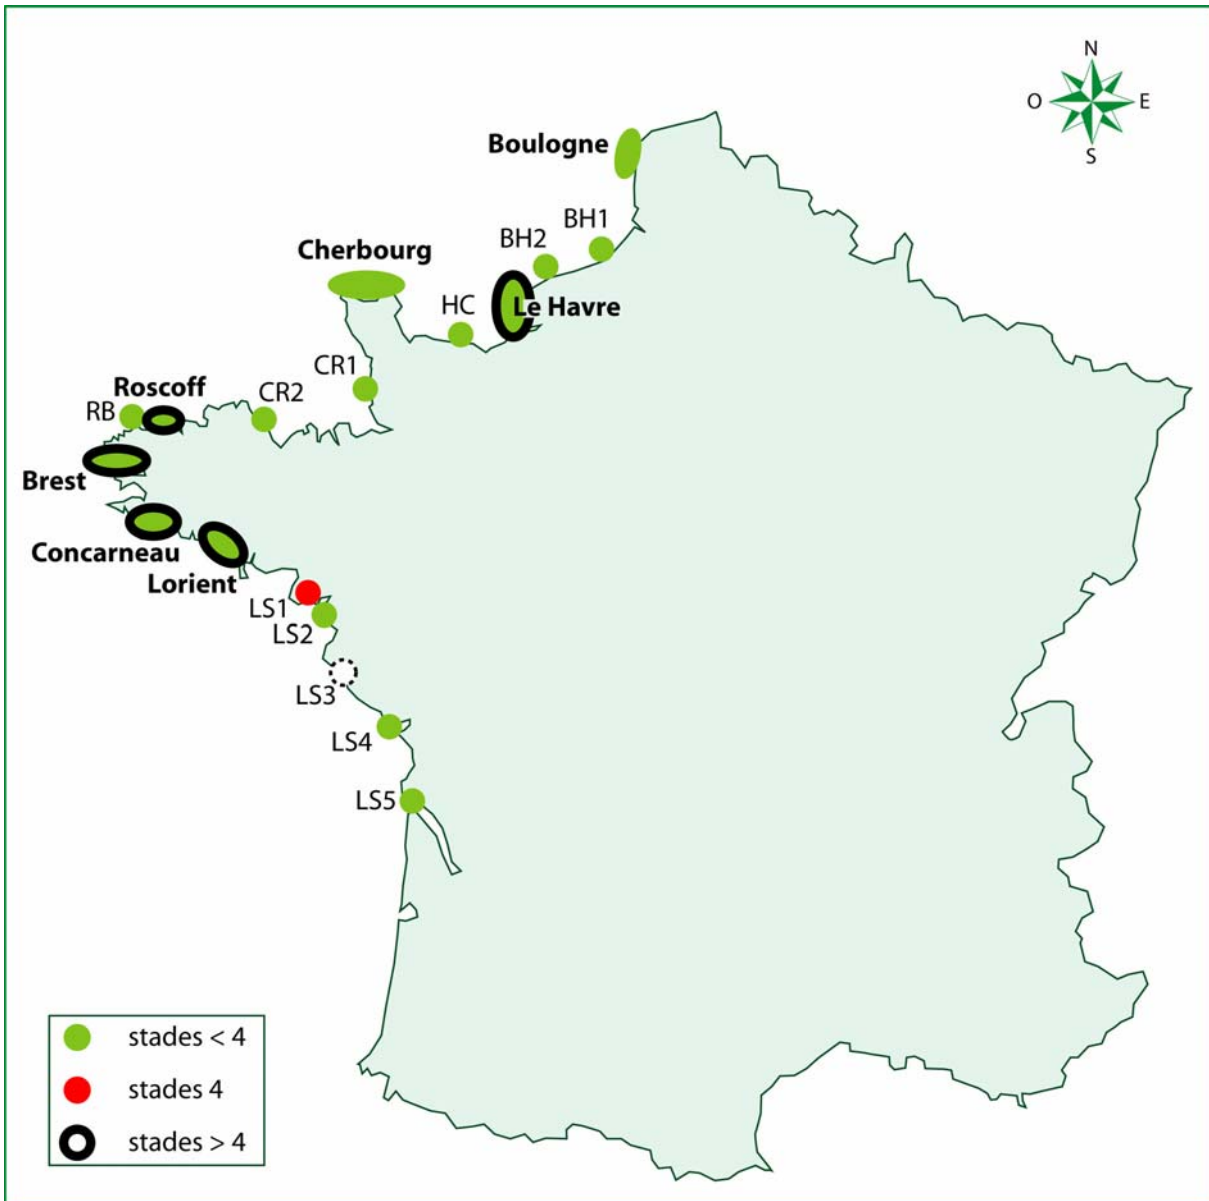 N
O
E
S
Boulogne
BH1
BH2
Cherbourg
HC
Le Havre
CR1
Roscoff
CR2
RB
Brest
Concarneau
Lorient
LS1
LS2
LS3
LS4
LS5
stades < 4
stades 4
stades > 4